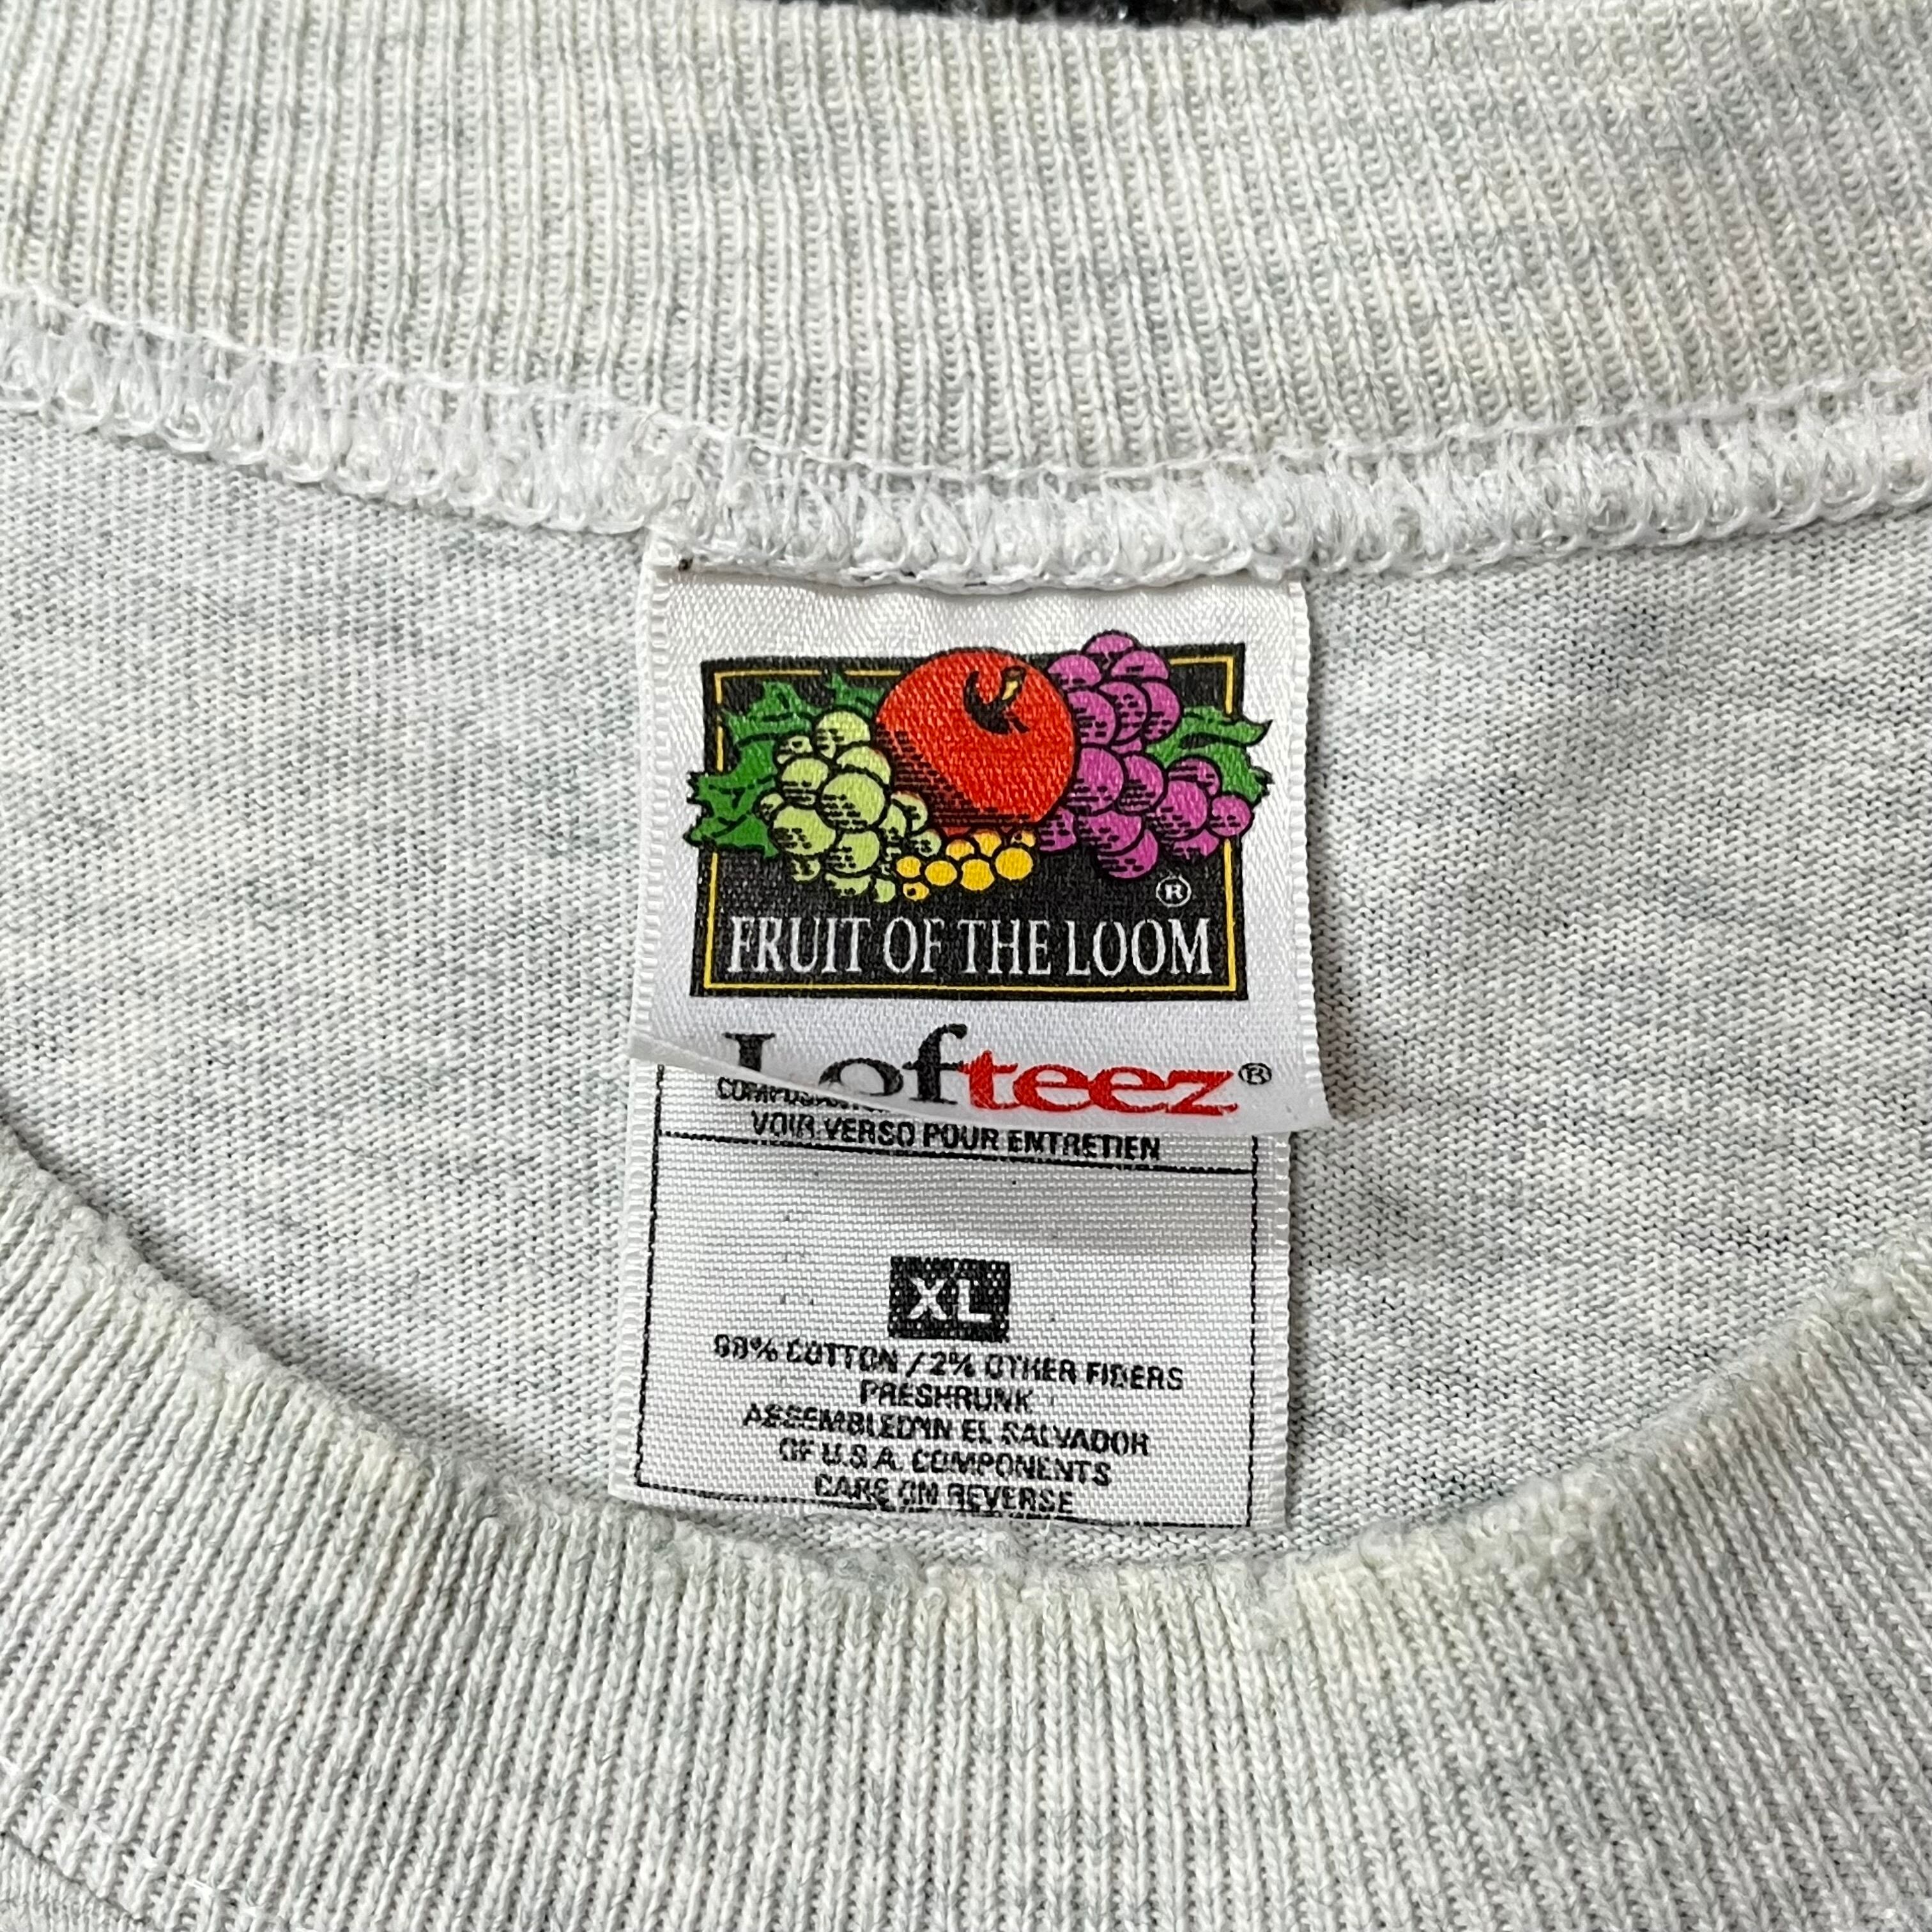 ®
FRUIT OF THE LOOM
Lofteez®
VOIR VERSO POUR ENTRETIEN
XL
98% COTTON / 2% OTHER FIBERS
PRESHRUNK
ASSEMBLED IN EL SALVADOR
OF U.S.A. COMPONENTS
CARE ON REVERSE